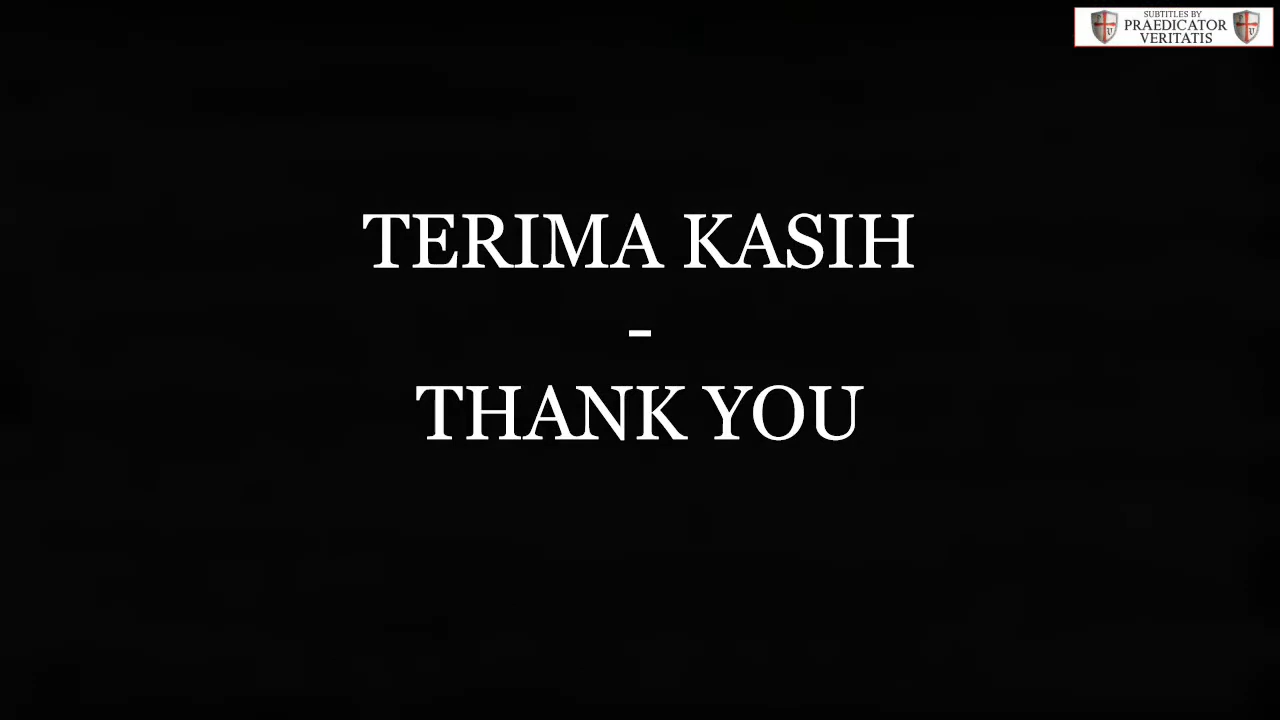 SUBTITLES BY
PRAEDICATOR
VERITATIS
TERIMA KASIH
-
THANK YOU